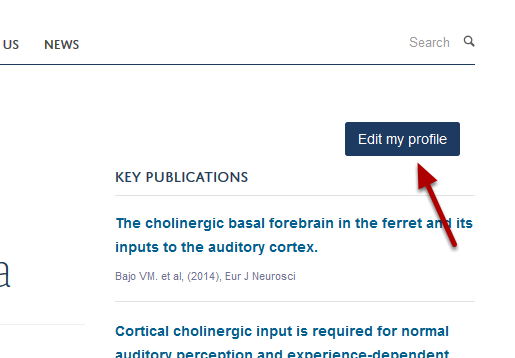 US NEWS Search
Edit my profile
KEY PUBLICATIONS
The cholinergic basal forebrain in the ferret and its
inputs to the auditory cortex.
Bajo VM. et al, (2014), Eur J Neurosci
a
Cortical cholinergic input is required for normal
auditory perception and experience-dependent